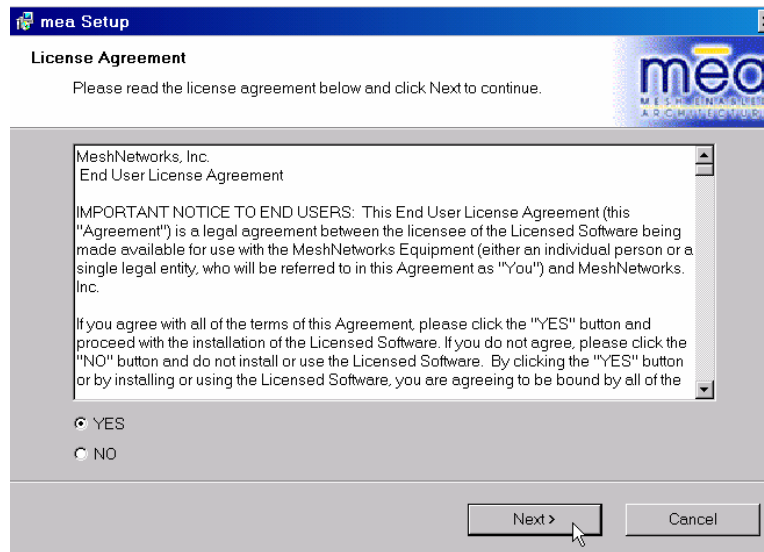 mea Setup
License Agreement
Please read the license agreement below and click Next to continue.
mea
MESH ENABLED
ARCHITECTURE
MeshNetworks, Inc.
End User License Agreement
IMPORTANT NOTICE TO END USERS:  This End User License Agreement (this
"Agreement") is a legal agreement between the licensee of the Licensed Software being
made available for use with the MeshNetworks Equipment (either an individual person or a
single legal entity, who will be referred to in this Agreement as "You") and MeshNetworks.
Inc.
If you agree with all of the terms of this Agreement, please click the "YES" button and
proceed with the installation of the Licensed Software. If you do not agree, please click the
"NO" button and do not install or use the Licensed Software.  By clicking the "YES" button
or by installing or using the Licensed Software, you are agreeing to be bound by all of the
YES
NO
Next >
Cancel